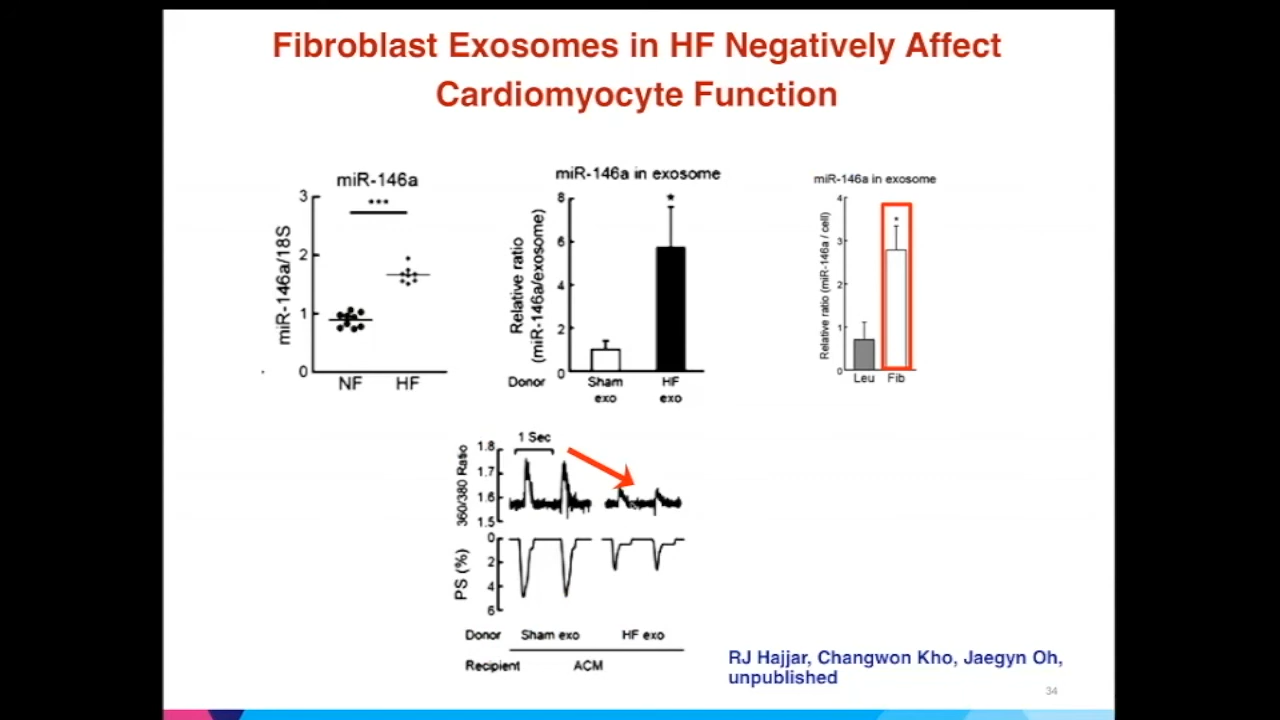 Fibroblast Exosomes in HF Negatively Affect
Cardiomyocyte Function
miR-146a
***
miR-146a/18S
3
2
1
0
NF HF
miR-146a in exosome
*
Relative ratio
(miR-146a/exosome)
8
6
4
2
0
Donor Sham HF
exo exo
miR-146a in exosome
*
Relative ratio (miR-146a / cell)
4
3
2
1
0
Leu Fib
1 Sec
360/380 Ratio
1.8
1.7
1.6
1.5
PS (%)
0
2
4
6
Donor Sham exo HF exo
Recipient ACM
RJ Hajjar, Changwon Kho, Jaegyn Oh,
unpublished
34